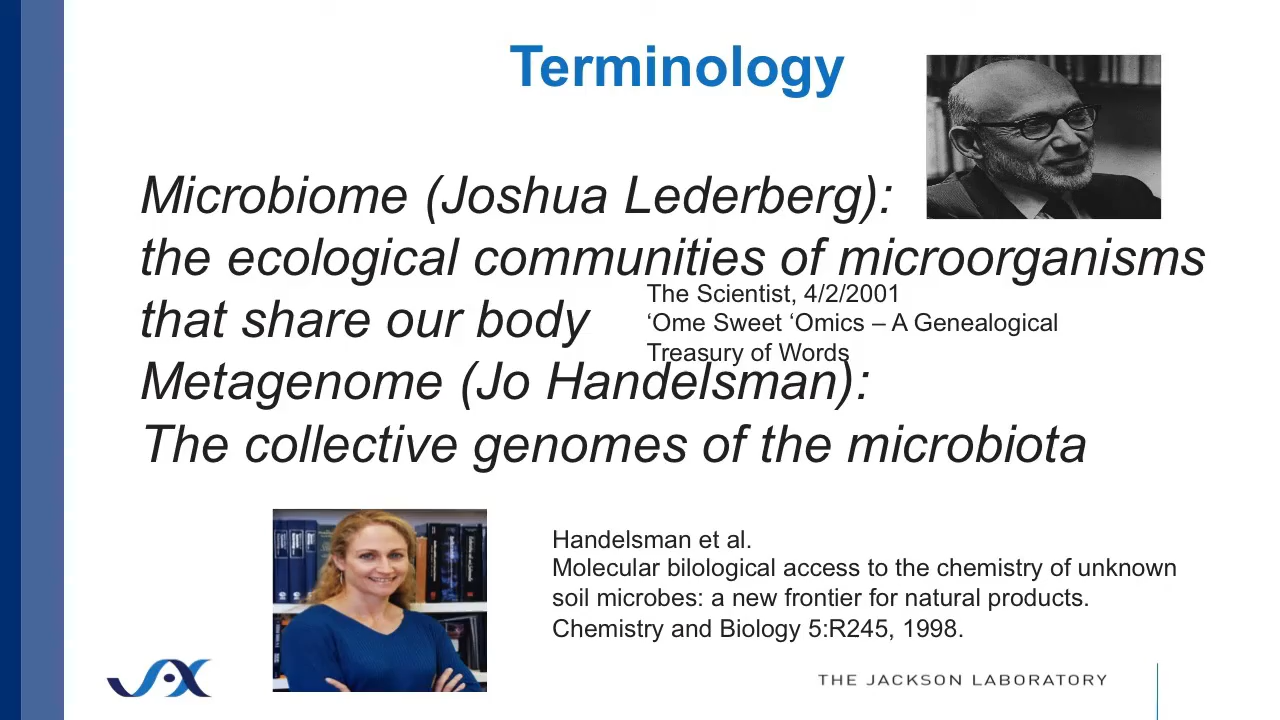 Terminology
Microbiome (Joshua Lederberg):
the ecological communities of microorganisms
that share our body
The Scientist, 4/2/2001
‘Ome Sweet ‘Omics – A Genealogical
Treasury of Words
Metagenome (Jo Handelsman):
The collective genomes of the microbiota
Handelsman et al.
Molecular bilological access to the chemistry of unknown
soil microbes: a new frontier for natural products.
Chemistry and Biology 5:R245, 1998.
JAX
THE JACKSON LABORATORY